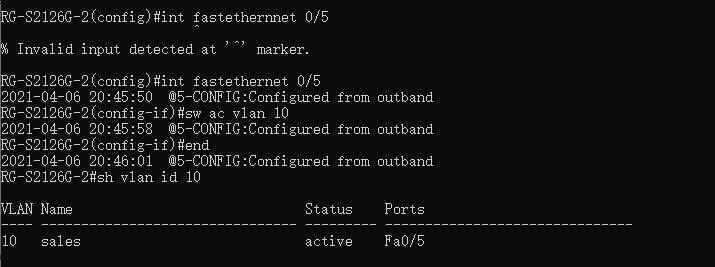 RG-S2126G-2(config)#int fastethernnet 0/5
^
% Invalid input detected at '^' marker.
RG-S2126G-2(config)#int fastethernet 0/5
2021-04-06 20:45:50  @5-CONFIG:Configured from outband
RG-S2126G-2(config-if)#sw ac vlan 10
2021-04-06 20:45:58  @5-CONFIG:Configured from outband
RG-S2126G-2(config-if)#end
2021-04-06 20:46:01  @5-CONFIG:Configured from outband
RG-S2126G-2#sh vlan id 10
VLAN Name                             Status    Ports
---- -------------------------------- --------- -------------------------------
10   sales                            active    Fa0/5